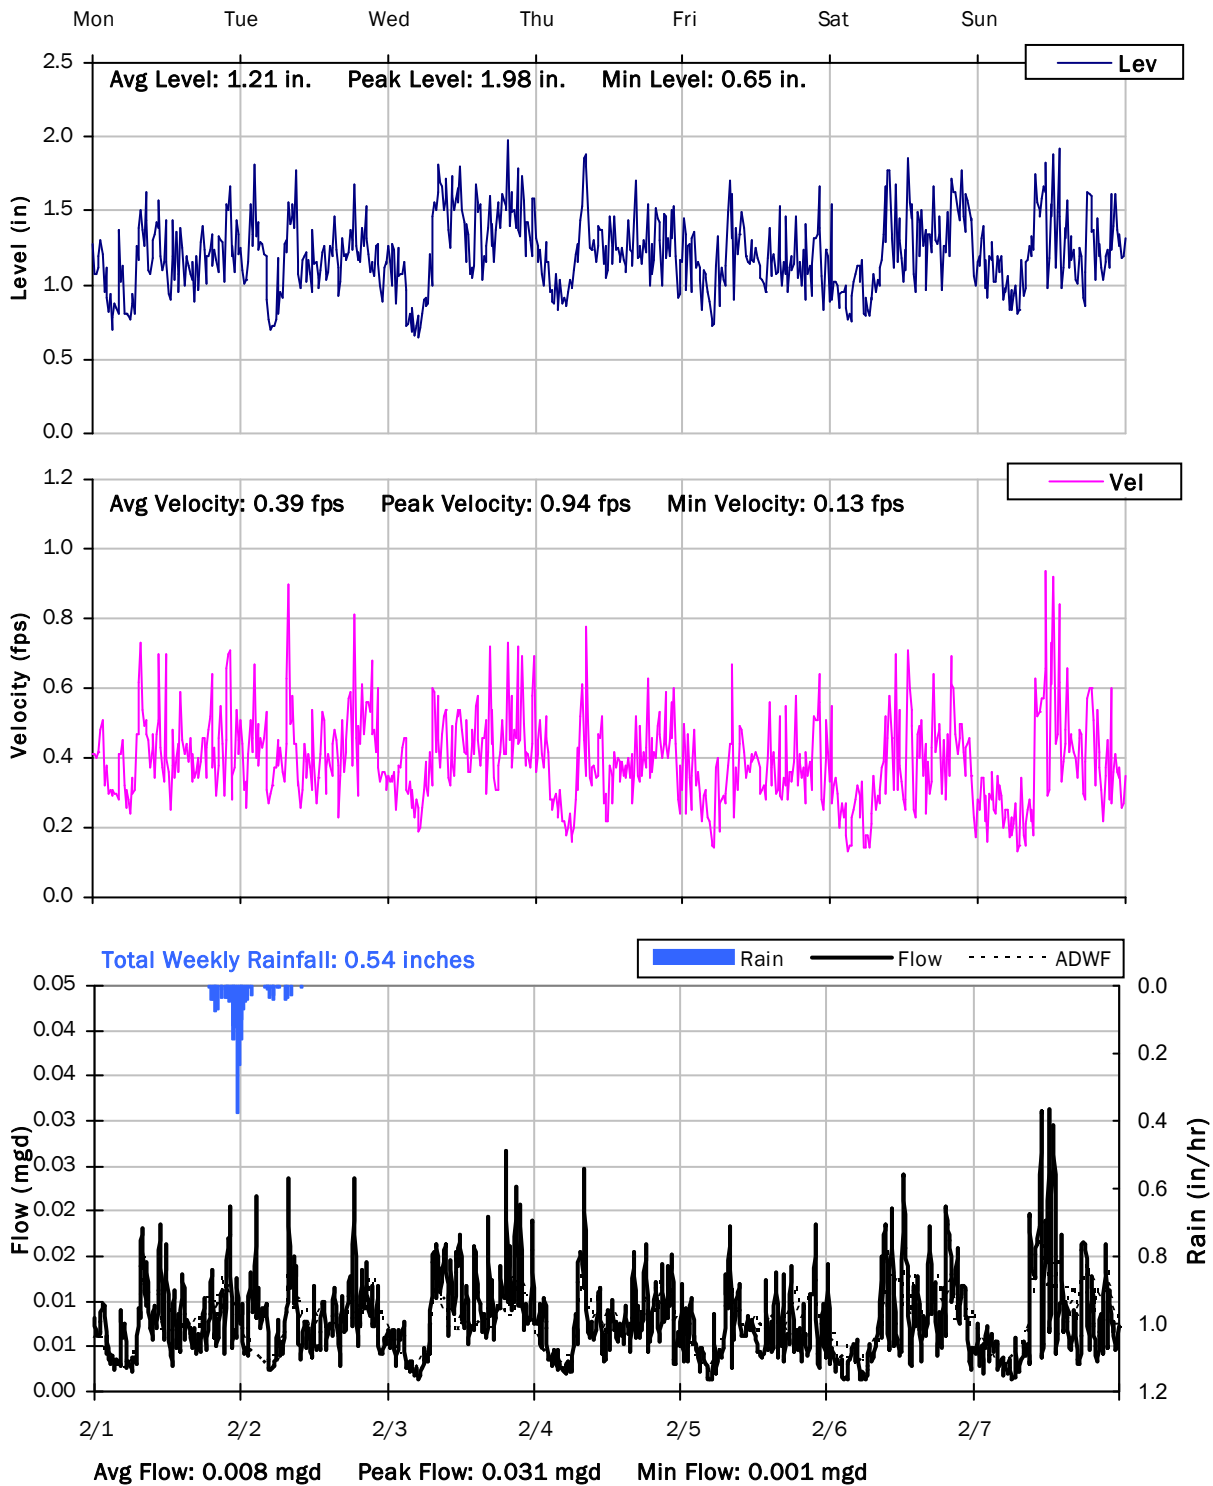 Mon Tue Wed Thu Fri Sat Sun
Lev
Avg Level: 1.21 in. Peak Level: 1.98 in. Min Level: 0.65 in.
2.5
2.0
1.5
1.0
0.5
0.0
Level (in)
Vel
Avg Velocity: 0.39 fps Peak Velocity: 0.94 fps Min Velocity: 0.13 fps
1.2
1.0
0.8
0.6
0.4
0.2
0.0
Velocity (fps)
Total Weekly Rainfall: 0.54 inches
Rain Flow ADWF
0.05
0.04
0.04
0.03
0.03
0.02
0.02
0.01
0.01
0.00
Flow (mgd)
0.0
0.2
0.4
0.6
0.8
1.0
1.2
Rain (in/hr)
2/1 2/2 2/3 2/4 2/5 2/6 2/7
Avg Flow: 0.008 mgd Peak Flow: 0.031 mgd Min Flow: 0.001 mgd